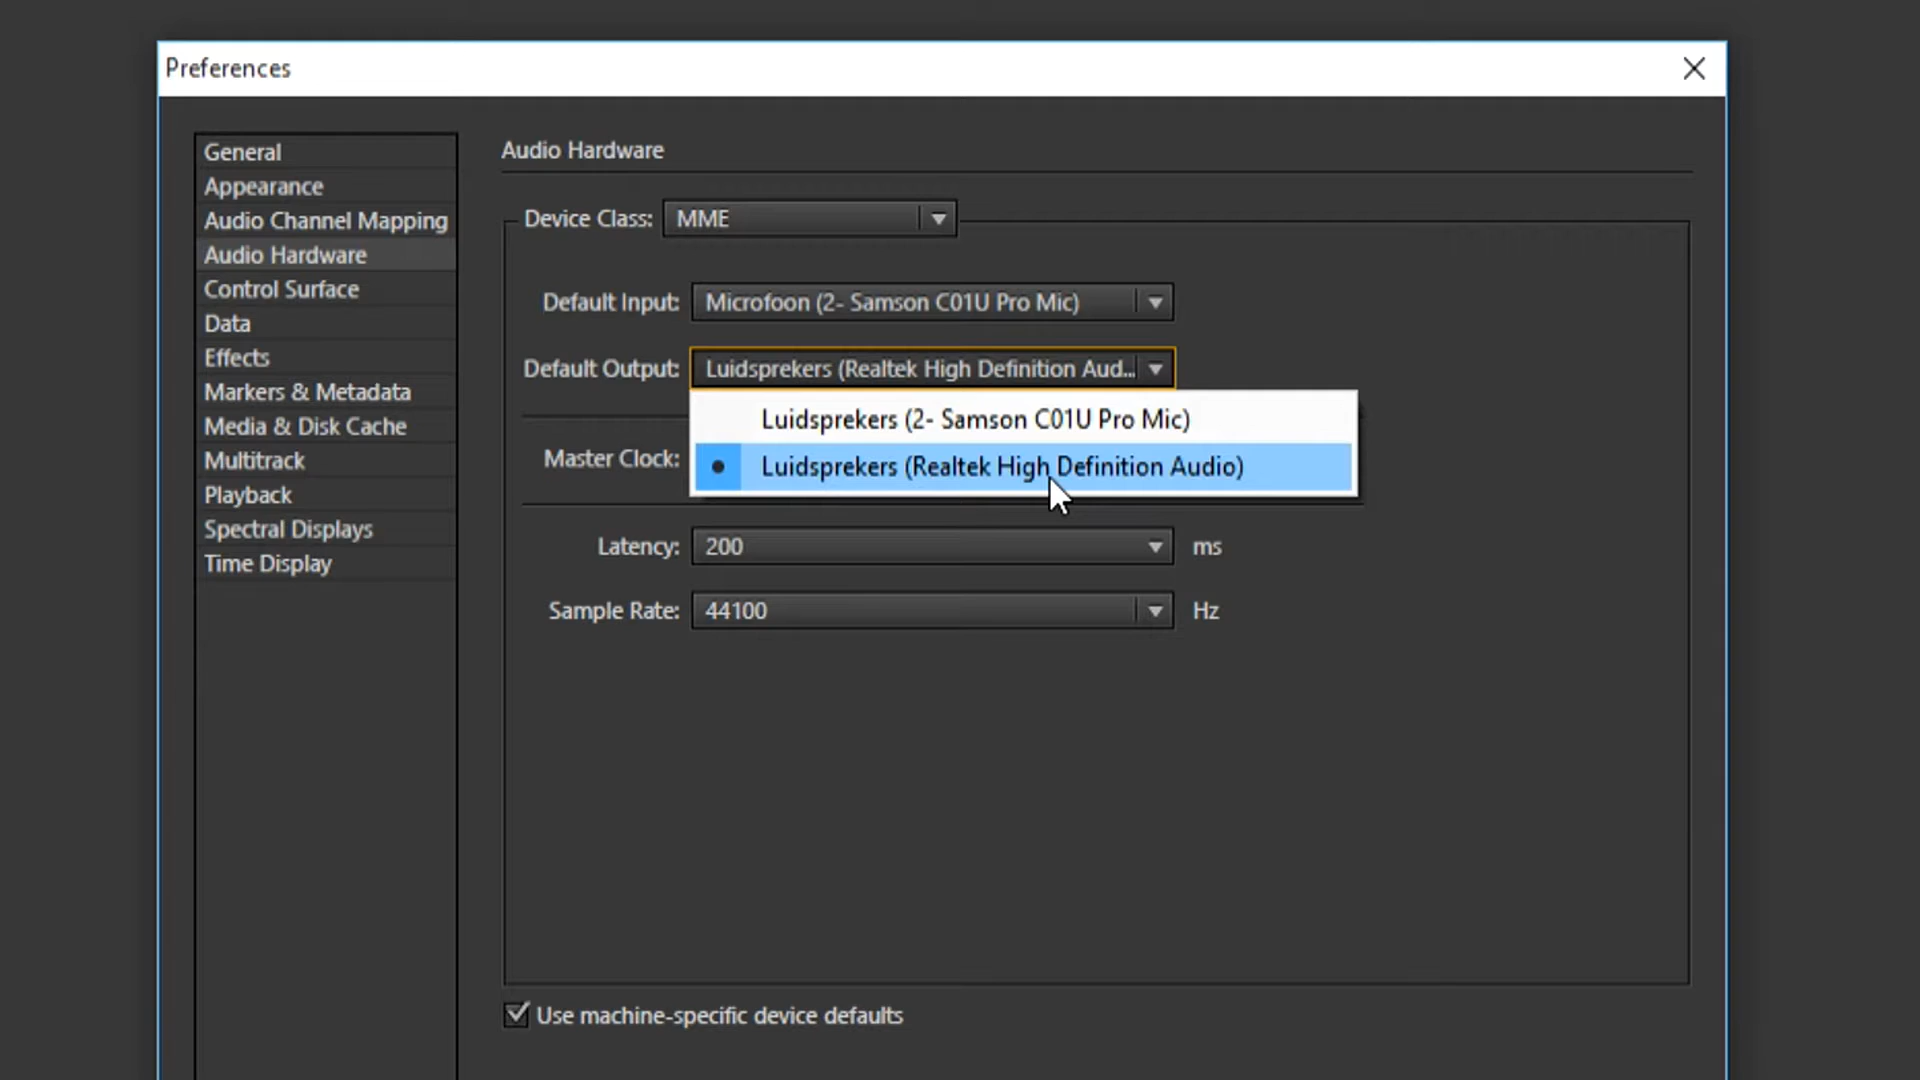 Preferences
General
Appearance
Audio Channel Mapping
Audio Hardware
Control Surface
Data
Effects
Markers & Metadata
Media & Disk Cache
Multitrack
Playback
Spectral Displays
Time Display
Audio Hardware
Device Class: MME
Default Input: Microfoon (2- Samson C01U Pro Mic)
Default Output: Luidsprekers (Realtek High Definition Aud...
Luidsprekers (2- Samson C01U Pro Mic)
Master Clock: Luidsprekers (Realtek High Definition Audio)
Latency: 200 ms
Sample Rate: 44100 Hz
Use machine-specific device defaults